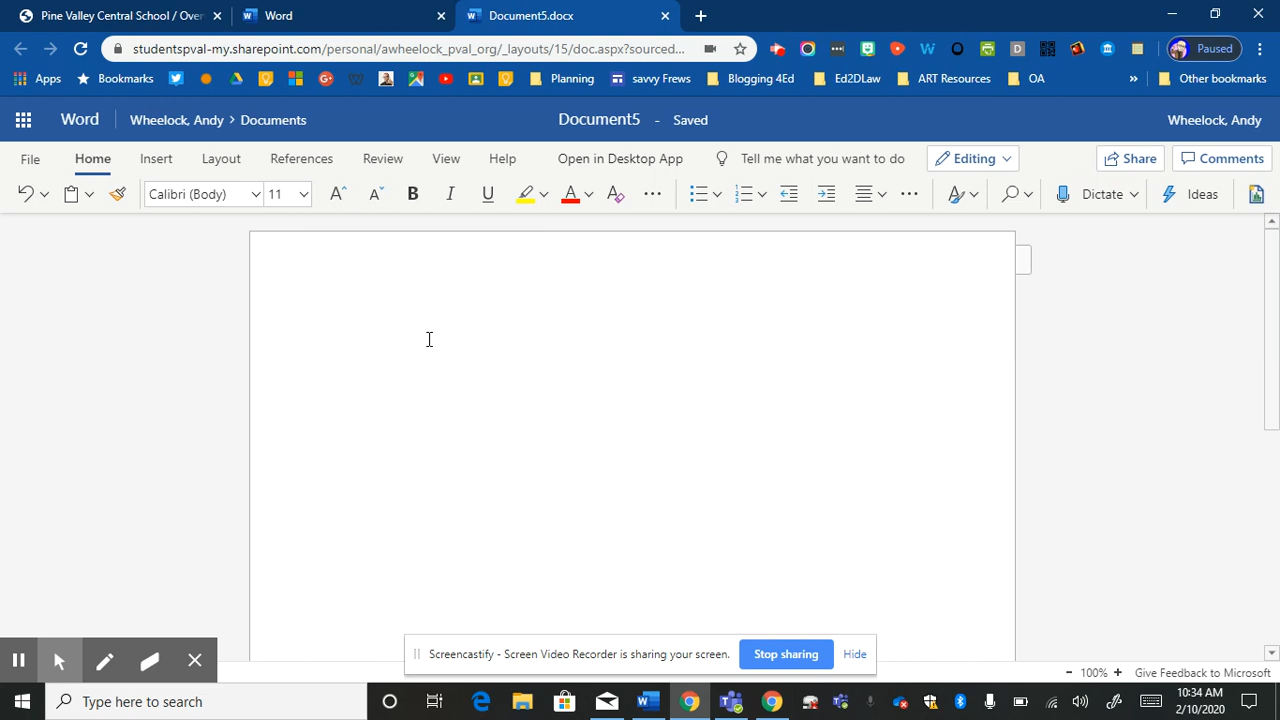 Pine Valley Central School / Over
Word
Document5.docx
studentspval-my.sharepoint.com/personal/awheelock_pval_org/_layouts/15/doc.aspx?sourced...
Paused
Apps
Bookmarks
Planning
savvy Frews
Blogging 4Ed
Ed2DLaw
ART Resources
OA
»
Other bookmarks
Word
Wheelock, Andy > Documents
Document5 - Saved
Wheelock, Andy
File
Home
Insert
Layout
References
Review
View
Help
Open in Desktop App
Tell me what you want to do
Editing
Share
Comments
Calibri (Body)
11
B I U
Dictate
Ideas
Screencastify - Screen Video Recorder is sharing your screen.
Stop sharing
Hide
- 100% +
Give Feedback to Microsoft
Type here to search
10:34 AM
2/10/2020